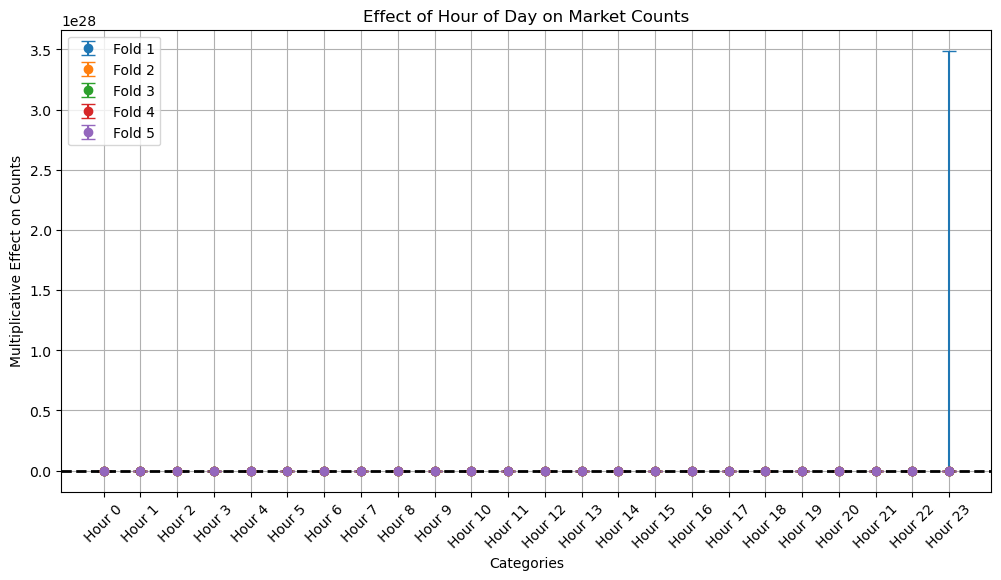 Effect of Hour of Day on Market Counts
1e28
3.5
3.0
2.5
2.0
1.5
1.0
0.5
0.0
Multiplicative Effect on Counts
Fold 1
Fold 2
Fold 3
Fold 4
Fold 5
Hour 0
Hour 1
Hour 2
Hour 3
Hour 4
Hour 5
Hour 6
Hour 7
Hour 8
Hour 9
Hour 10
Hour 11
Hour 12
Hour 13
Hour 14
Hour 15
Hour 16
Hour 17
Hour 18
Hour 19
Hour 20
Hour 21
Hour 22
Hour 23
Categories